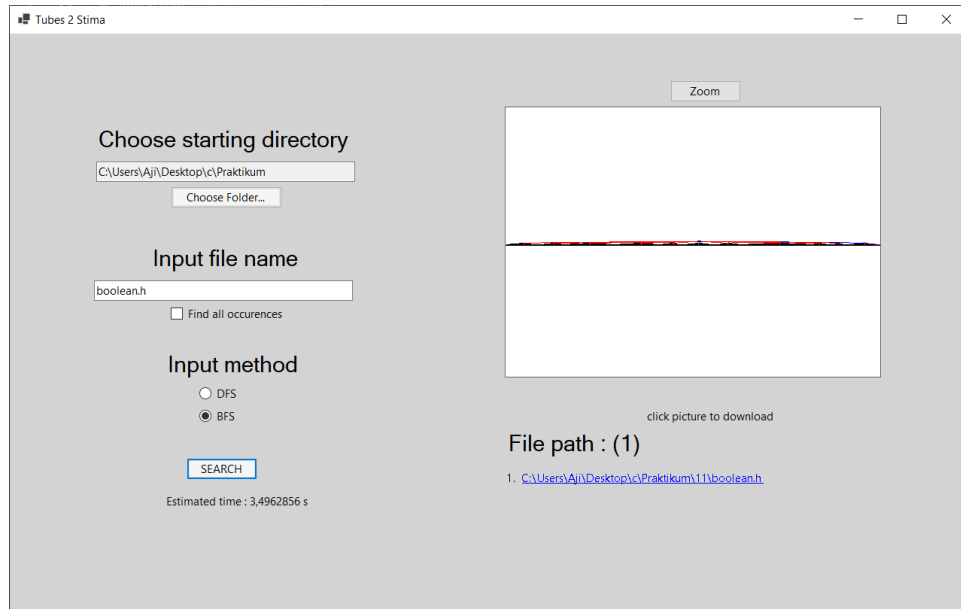 Tubes 2 Stima
Choose starting directory
C:\Users\Aji\Desktop\c\Praktikum
Choose Folder...
Input file name
boolean.h
Find all occurences
Input method
DFS
BFS
SEARCH
Estimated time : 3,4962856 s
Zoom
click picture to download
File path : (1)
1. C:\Users\Aji\Desktop\c\Praktikum\11\boolean.h